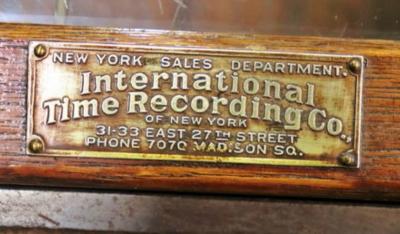 NEW YORK SALES DEPARTMENT.
International
Time Recording Co.,
OF NEW YORK
31-33 EAST 27TH STREET
PHONE 7070 MADISON SQ.